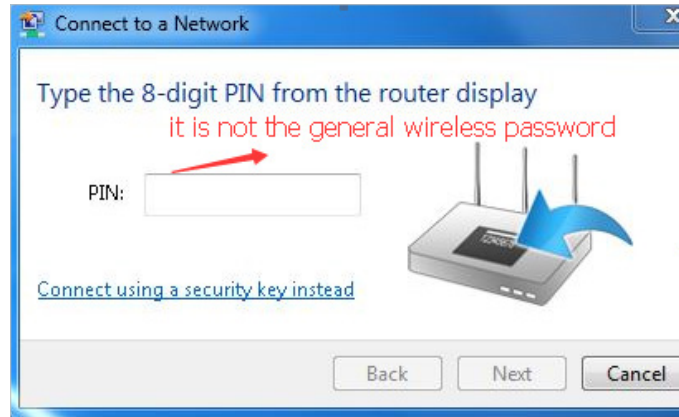 Connect to a Network
Type the 8-digit PIN from the router display
it is not the general wireless password
PIN:
Connect using a security key instead
Back Next Cancel